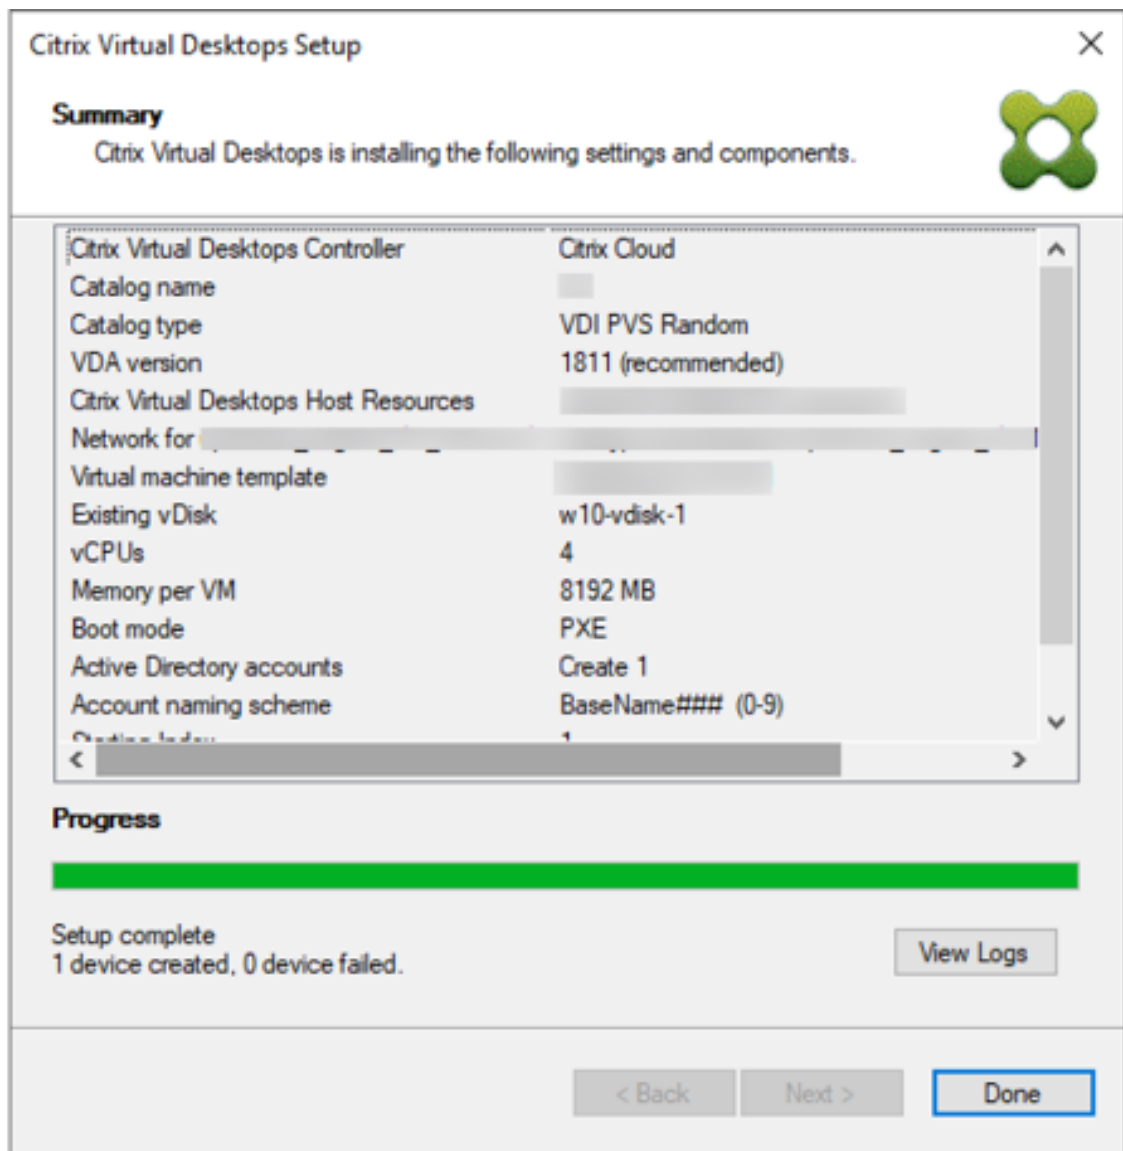 Citrix Virtual Desktops Setup
Summary
Citrix Virtual Desktops is installing the following settings and components.
Citrix Virtual Desktops Controller Citrix Cloud
Catalog name
Catalog type VDI PVS Random
VDA version 1811 (recommended)
Citrix Virtual Desktops Host Resources
Network for
Virtual machine template
Existing vDisk w10-vdisk-1
vCPUs 4
Memory per VM 8192 MB
Boot mode PXE
Active Directory accounts Create 1
Account naming scheme BaseName### (0-9)
Starting Index 1
Progress
Setup complete
1 device created, 0 device failed.
View Logs
< Back Next > Done